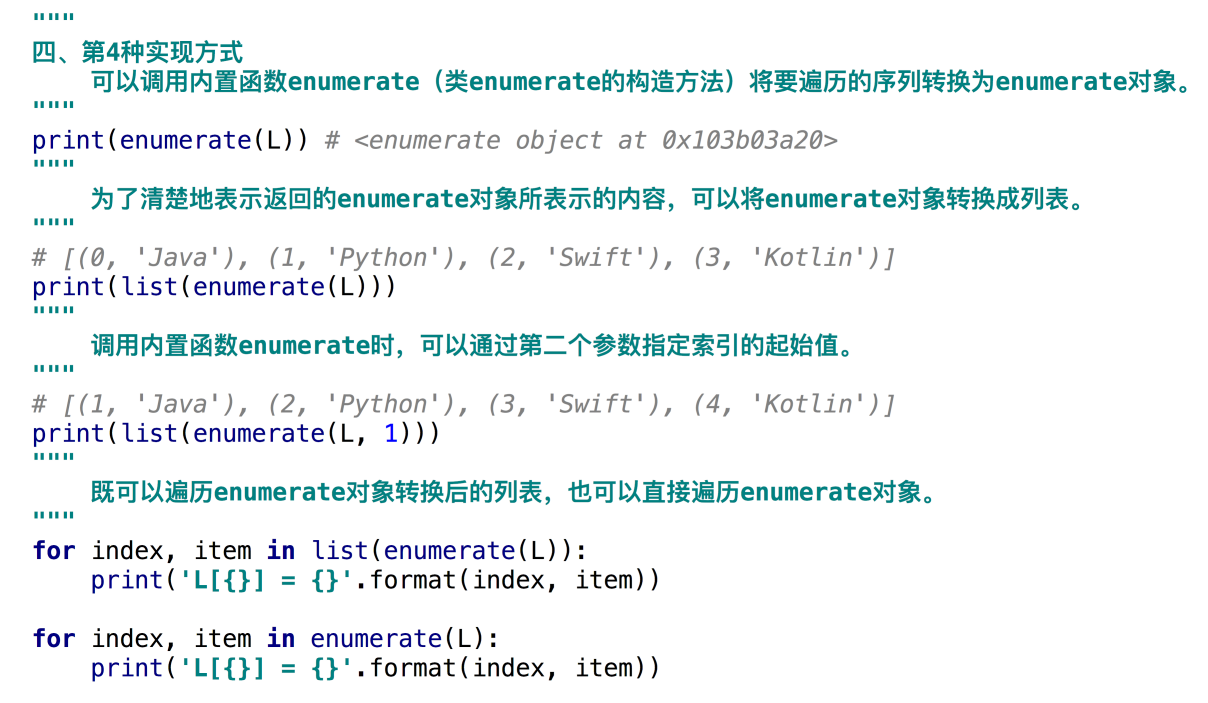 """
四、第4种实现方式
    可以调用内置函数enumerate（类enumerate的构造方法）将要遍历的序列转换为enumerate对象。
"""
print(enumerate(L)) # <enumerate object at 0x103b03a20>
"""
    为了清楚地表示返回的enumerate对象所表示的内容，可以将enumerate对象转换成列表。
"""
# [(0, 'Java'), (1, 'Python'), (2, 'Swift'), (3, 'Kotlin')]
print(list(enumerate(L)))
"""
    调用内置函数enumerate时，可以通过第二个参数指定索引的起始值。
"""
# [(1, 'Java'), (2, 'Python'), (3, 'Swift'), (4, 'Kotlin')]
print(list(enumerate(L, 1)))
"""
    既可以遍历enumerate对象转换后的列表，也可以直接遍历enumerate对象。
"""
for index, item in list(enumerate(L)):
    print('L[{}] = {}'.format(index, item))

for index, item in enumerate(L):
    print('L[{}] = {}'.format(index, item))